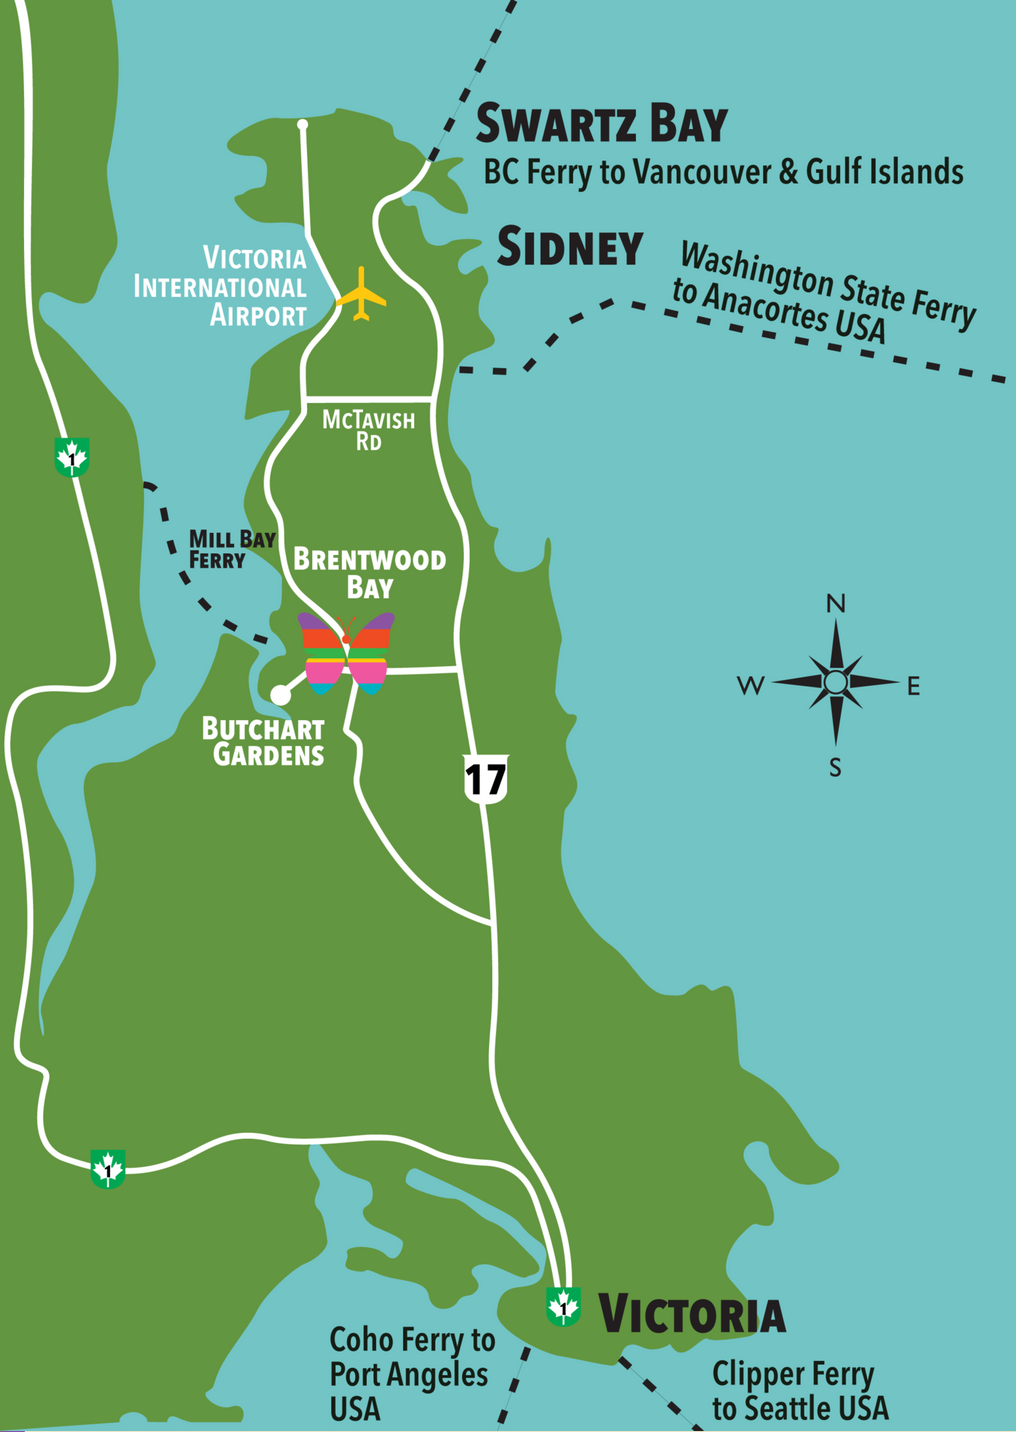 SWARTZ BAY
BC Ferry to Vancouver & Gulf Islands
SIDNEY
Washington State Ferry
to Anacortes USA
VICTORIA
INTERNATIONAL
AIRPORT
MCTAVISH
RD
1
MILL BAY
FERRY
BRENTWOOD
BAY
N
W
E
S
BUTCHART
GARDENS
17
1
1
VICTORIA
Coho Ferry to
Port Angeles
USA
Clipper Ferry
to Seattle USA